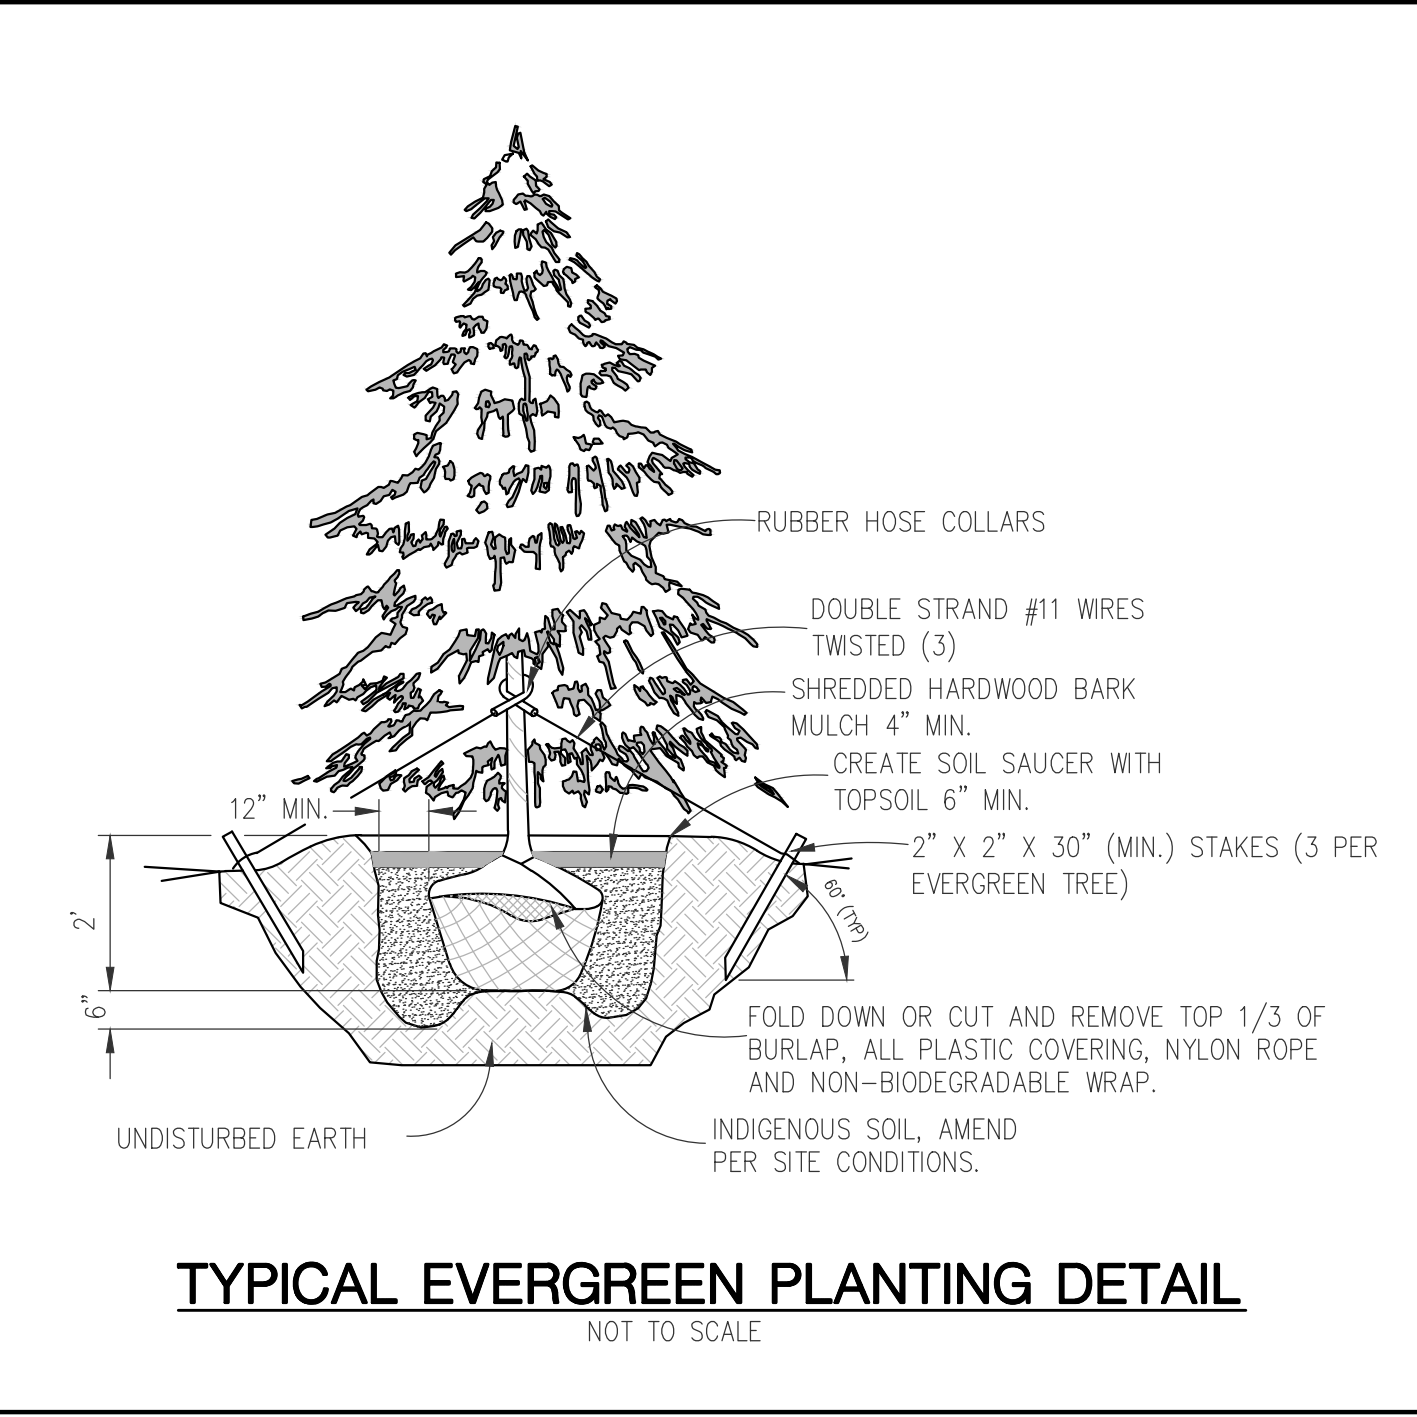 RUBBER HOSE COLLARS
DOUBLE STRAND #11 WIRES
TWISTED (3)
SHREDDED HARDWOOD BARK
MULCH 4" MIN.
CREATE SOIL SAUCER WITH
TOPSOIL 6" MIN.
12" MIN.
2" X 2" X 30" (MIN.) STAKES (3 PER
EVERGREEN TREE)
60° (TYP)
2'
6"
FOLD DOWN OR CUT AND REMOVE TOP 1/3 OF
BURLAP, ALL PLASTIC COVERING, NYLON ROPE
AND NON-BIODEGRADABLE WRAP.
UNDISTURBED EARTH
INDIGENOUS SOIL, AMEND
PER SITE CONDITIONS.
TYPICAL EVERGREEN PLANTING DETAIL
NOT TO SCALE